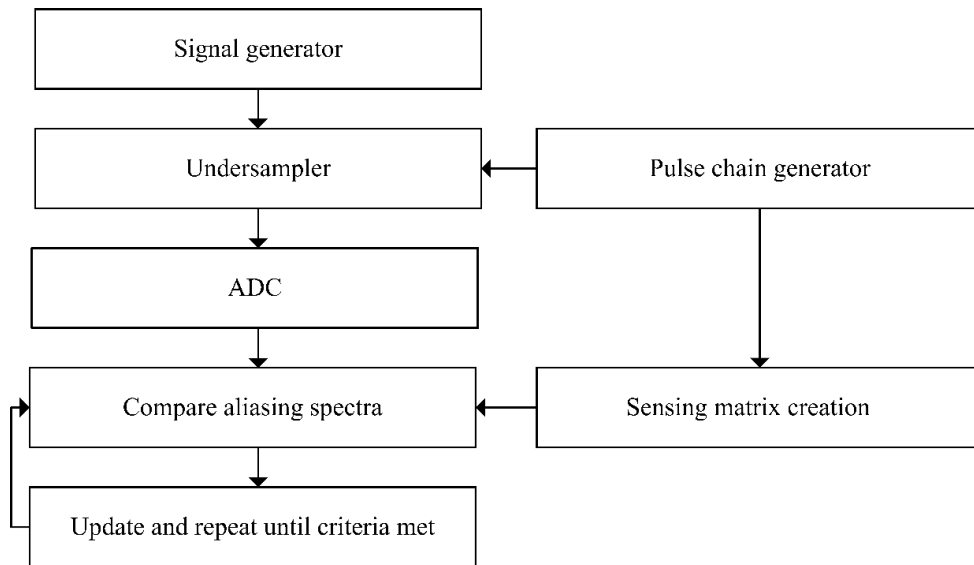 Signal generator
Undersampler
Pulse chain generator
ADC
Compare aliasing spectra
Sensing matrix creation
Update and repeat until criteria met